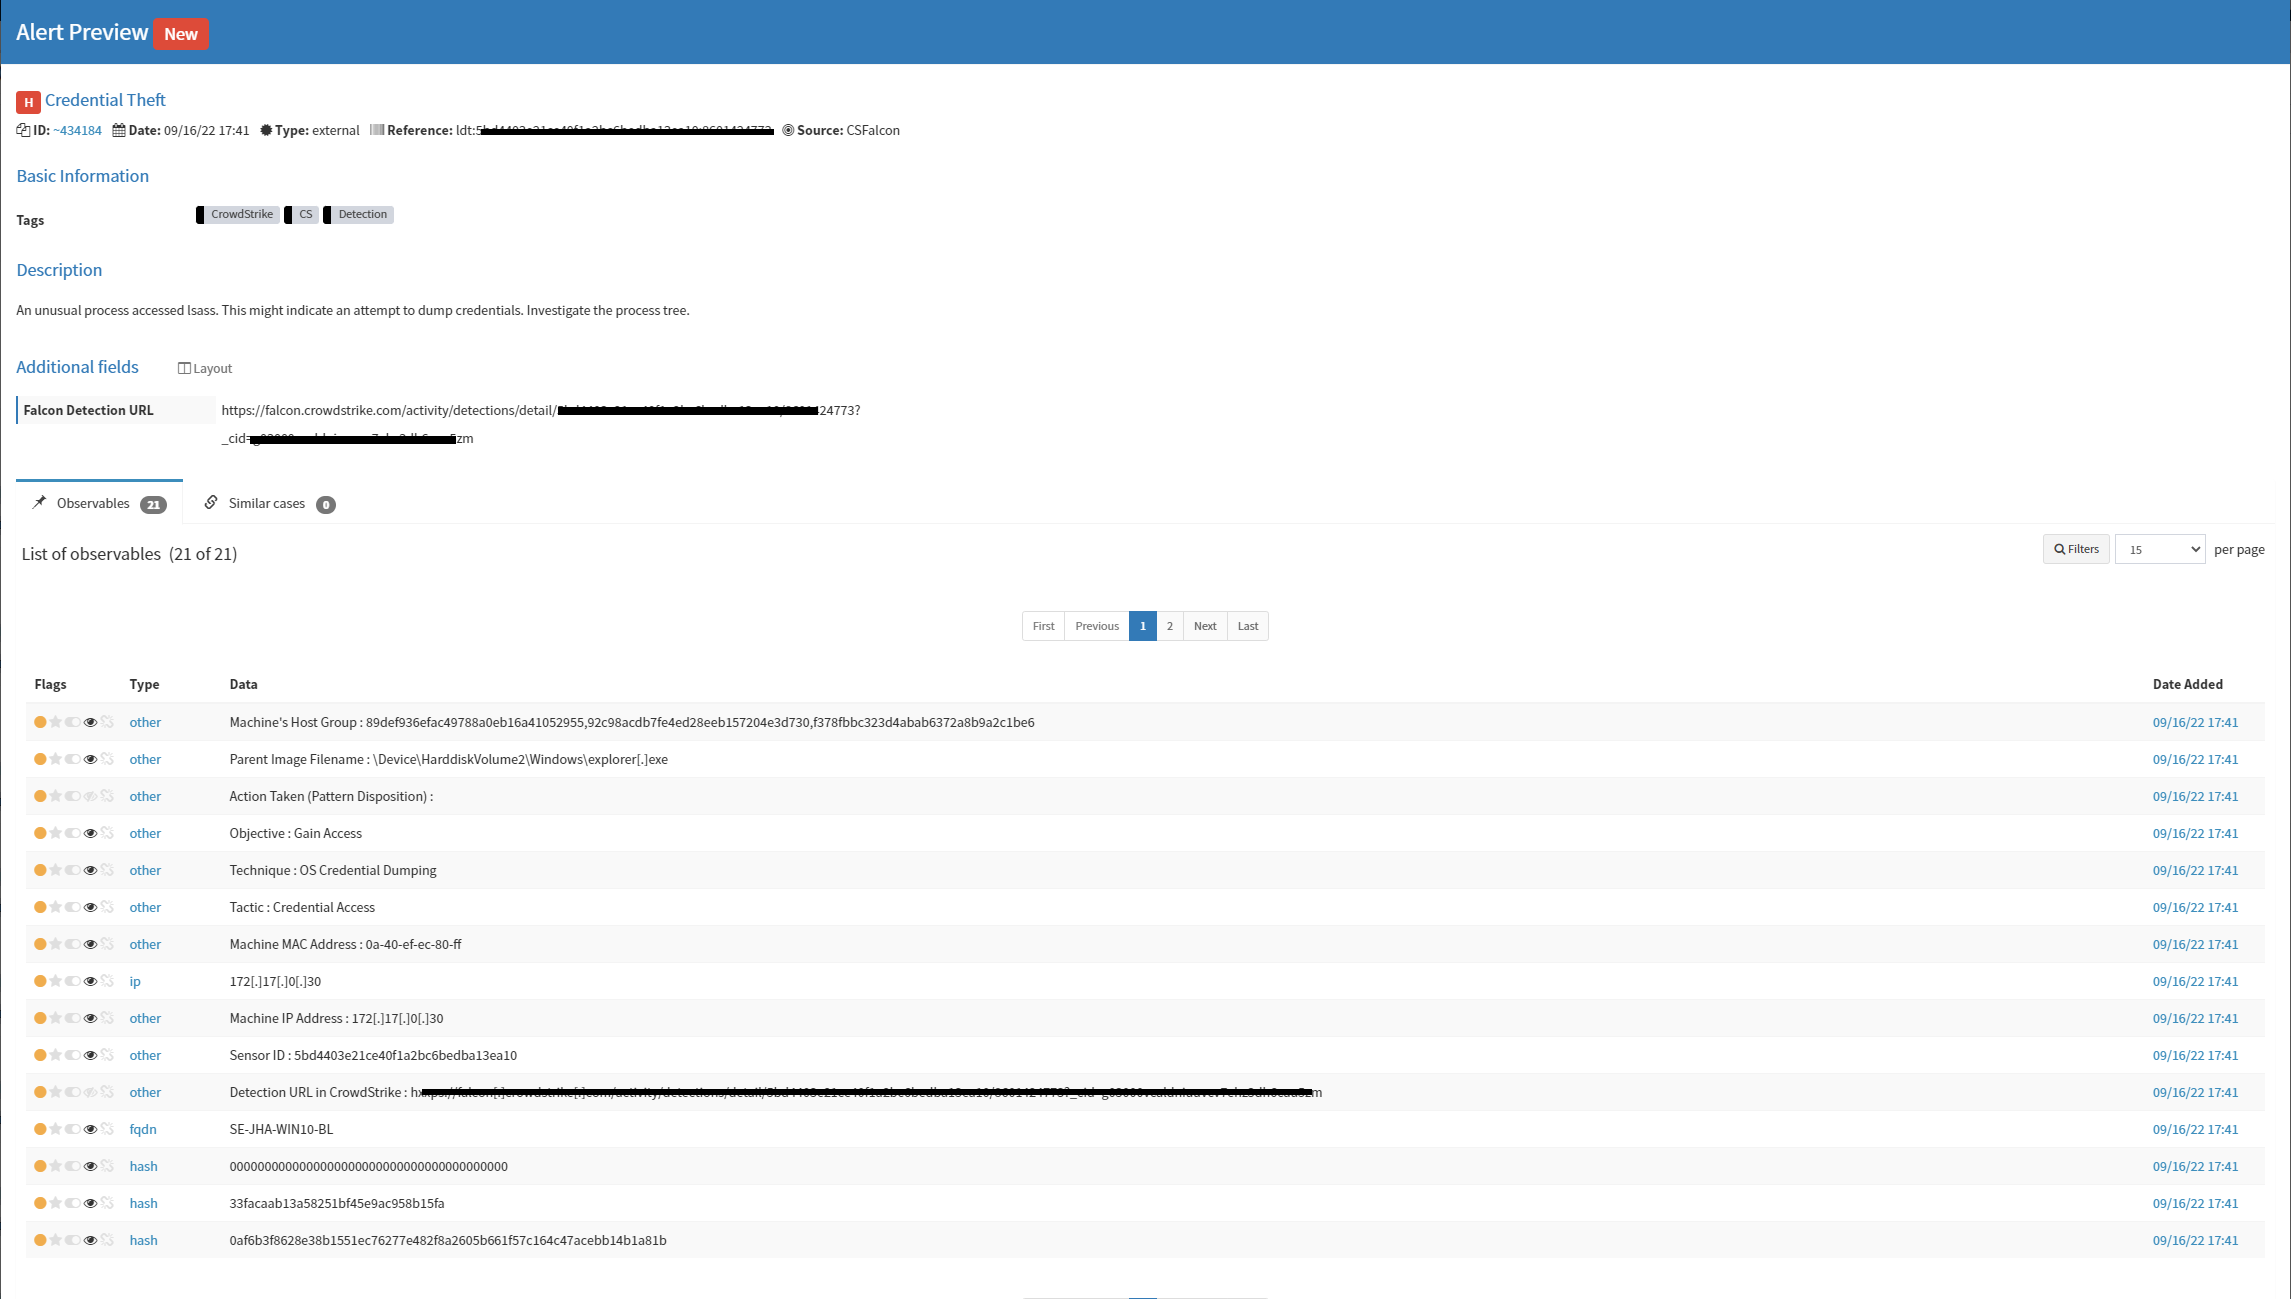 Alert Preview New
H Credential Theft
ID: ~434184 Date: 09/16/22 17:41 Type: external Reference: ldt: Source: CSFalcon
Basic Information
Tags CrowdStrike CS Detection
Description
An unusual process accessed lsass. This might indicate an attempt to dump credentials. Investigate the process tree.
Additional fields Layout
Falcon Detection URL https://falcon.crowdstrike.com/activity/detections/detail/ 24773?
_cid= zm
Observables 21 Similar cases 0
List of observables (21 of 21) Filters 15 per page
First Previous 1 2 Next Last
Flags Type Data Date Added
other Machine's Host Group : 89def936efac49788a0eb16a41052955,92c98acdb7fe4ed28eeb157204e3d730,f378fbbc323d4abab6372a8b9a2c1be6 09/16/22 17:41
other Parent Image Filename : \Device\HarddiskVolume2\Windows\explorer[.]exe 09/16/22 17:41
other Action Taken (Pattern Disposition) : 09/16/22 17:41
other Objective : Gain Access 09/16/22 17:41
other Technique : OS Credential Dumping 09/16/22 17:41
other Tactic : Credential Access 09/16/22 17:41
other Machine MAC Address : 0a-40-ef-ec-80-ff 09/16/22 17:41
ip 172[.]17[.]0[.]30 09/16/22 17:41
other Machine IP Address : 172[.]17[.]0[.]30 09/16/22 17:41
other Sensor ID : 5bd4403e21ce40f1a2bc6bedba13ea10 09/16/22 17:41
other Detection URL in CrowdStrike : 09/16/22 17:41
fqdn SE-JHA-WIN10-BL 09/16/22 17:41
hash 0000000000000000000000000000000000000000 09/16/22 17:41
hash 33facaab13a58251bf45e9ac958b15fa 09/16/22 17:41
hash 0af6b3f8628e38b1551ec76277e482f8a2605b661f57c164c47acebb14b1a81b 09/16/22 17:41